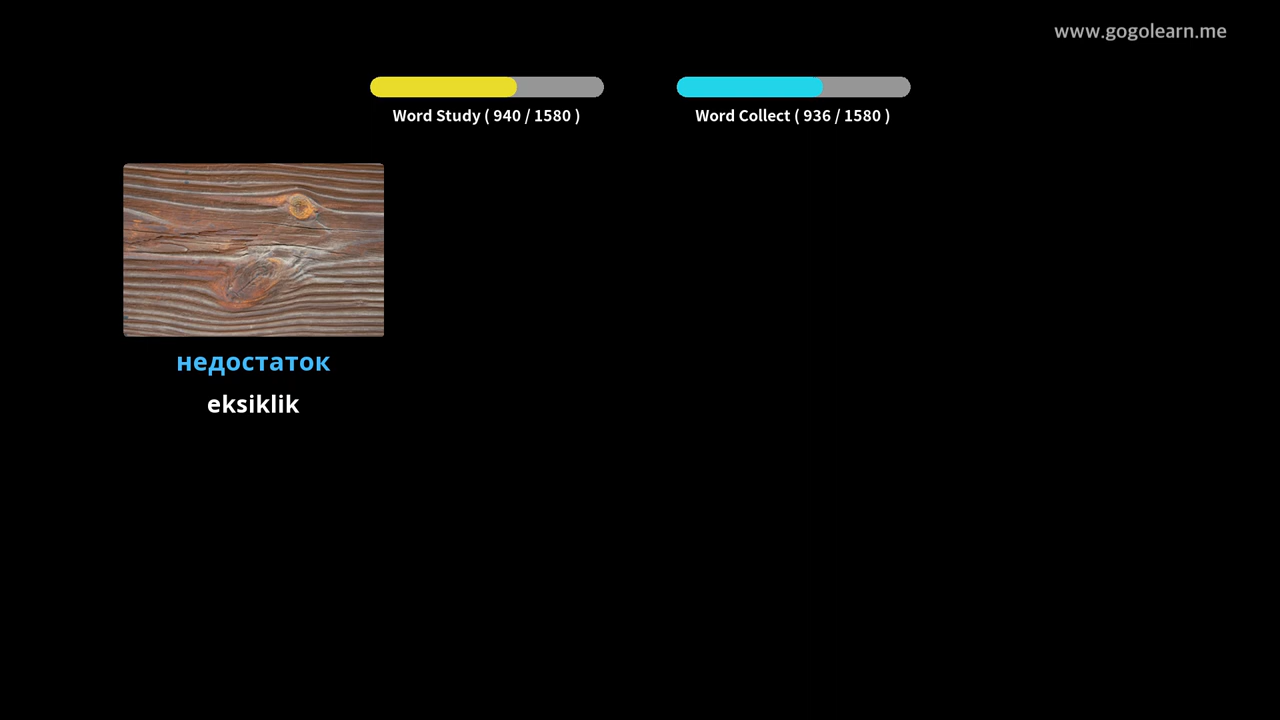 www.gogolearn.me
Word Study ( 940 / 1580 )
Word Collect ( 936 / 1580 )
недостаток
eksiklik